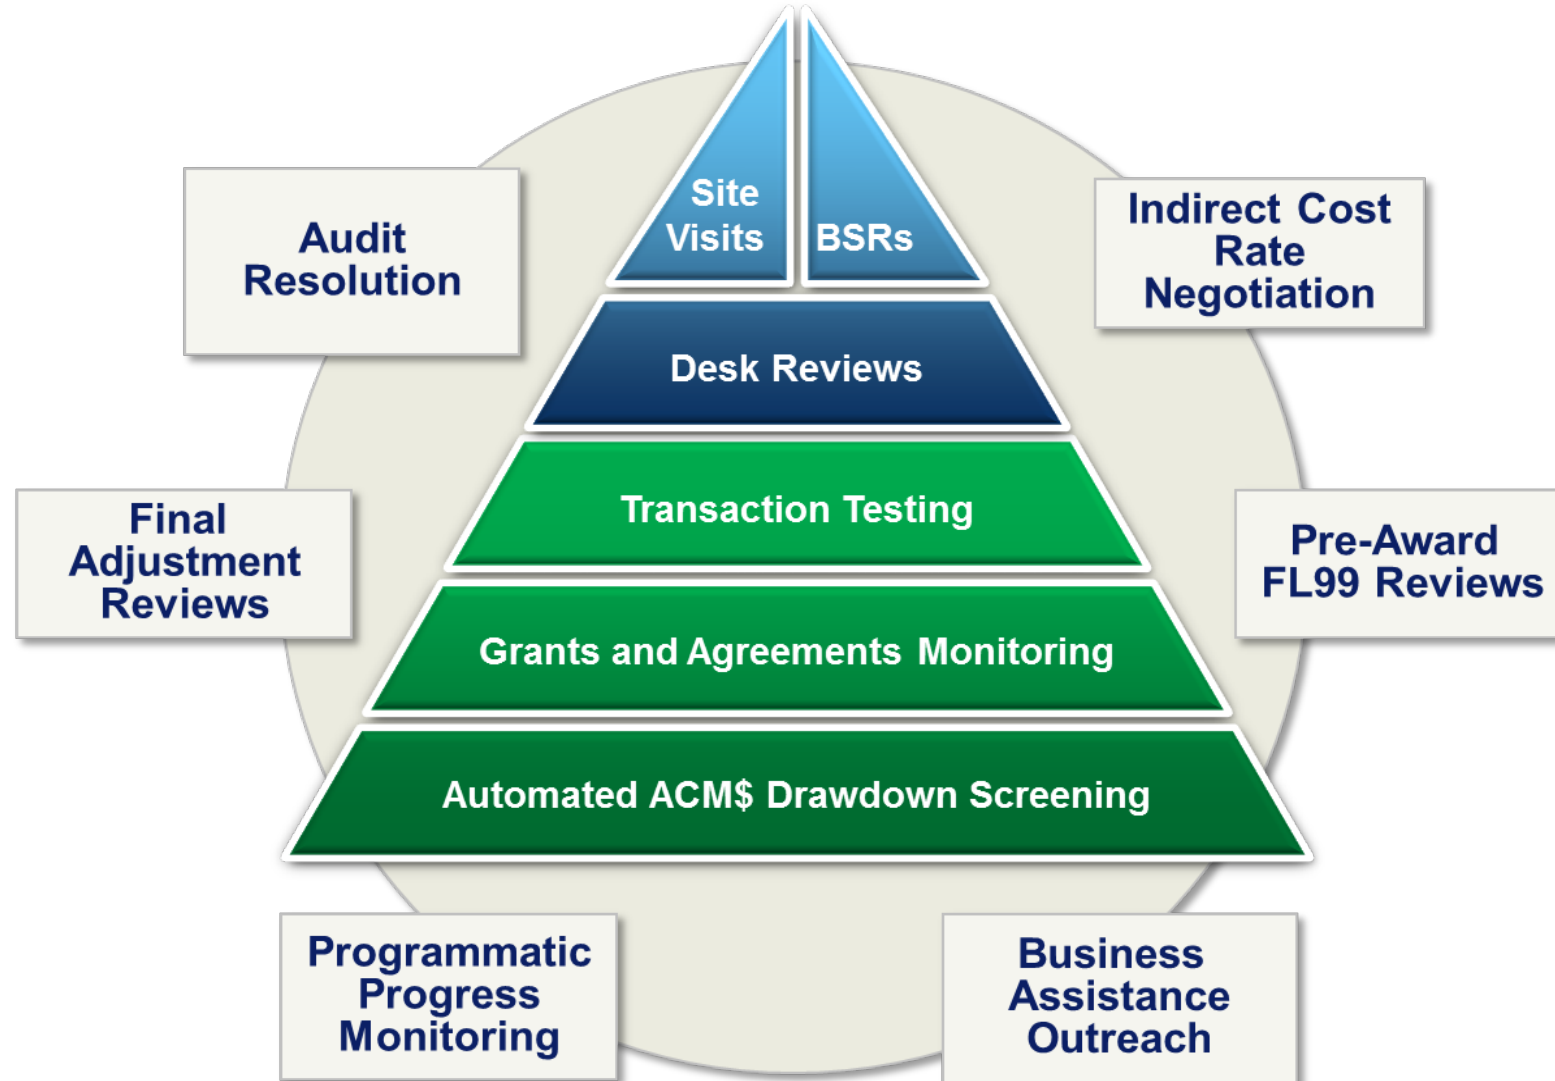 Site
Visits
BSRs
Audit
Resolution
Indirect Cost
Rate
Negotiation
Desk Reviews
Transaction Testing
Final
Adjustment
Reviews
Pre-Award
FL99 Reviews
Grants and Agreements Monitoring
Automated ACM$ Drawdown Screening
Programmatic
Progress
Monitoring
Business
Assistance
Outreach